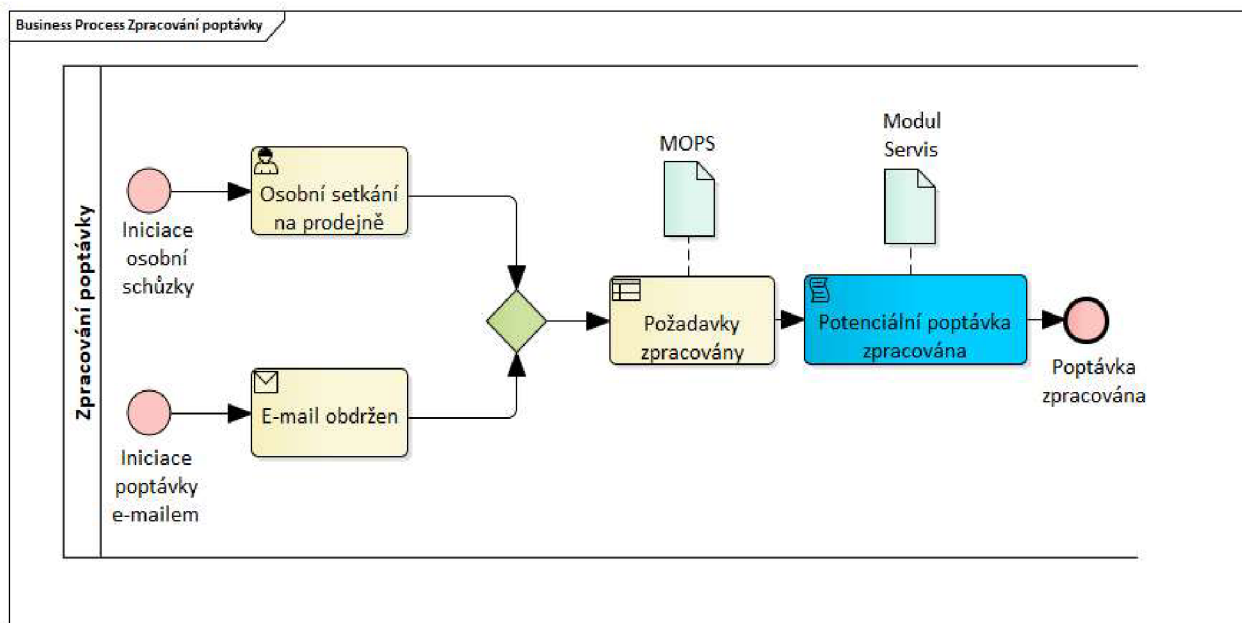 Business Process Zpracování poptávky
Zpracování poptávky
Iniciace
osobní
schůzky
Osobní setkání
na prodejně
Iniciace
poptávky
e-mailem
E-mail obdržen
MOPS
Požadavky
zpracovány
Modul
Servis
Potenciální poptávka
zpracována
Poptávka
zpracována